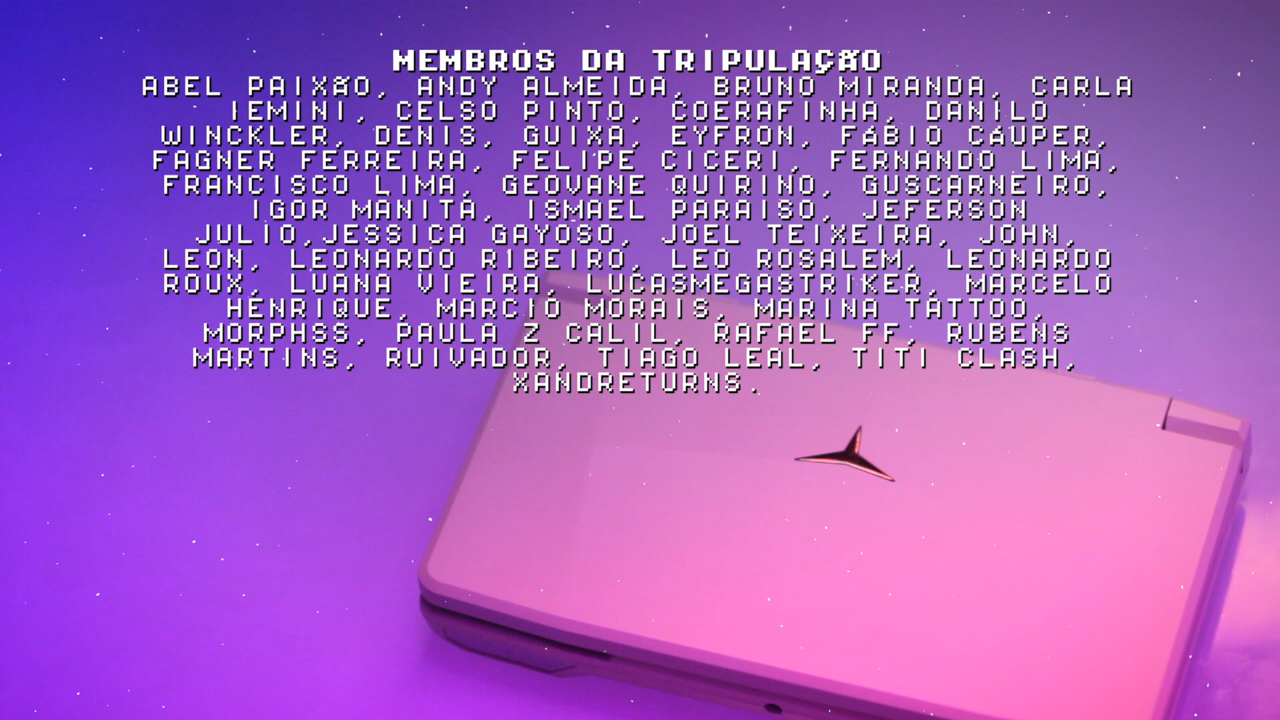 MEMBROS DA TRIPULAÇÃO
ABEL PAIXÃO, ANDY ALMEIDA, BRUNO MIRANDA, CARLA
IEMINI, CELSO PINTO, COERAFINHA, DANILO
WINCKLER, DENIS, GUIXA, EYFRON, FÁBIO CÁUPER,
FAGNER FERREIRA, FELIPE CICERI, FERNANDO LIMA,
FRANCISCO LIMA, GEOVANE QUIRINO, GUSCARNEIRO,
IGOR MANITA, ISMAEL PARAISO, JEFERSON
JULIO,JESSICA GAYOSO, JOEL TEIXEIRA, JOHN,
LEON, LEONARDO R1BEIRO, LEO ROSALEM, LEONARDO
ROUX, LUANA VIEIRA, LUCASMEGASTRIKER, MARCELO
HENRIQUE, MARCIO MORAIS, MARINA TATTOO,
MORPHSS, PAULA Z CALIL, RAFAEL FF, RUBENS
MARTINS, RUIVADOR, TIAGO LEAL, TITI CLASH,
XANDRETURNS.